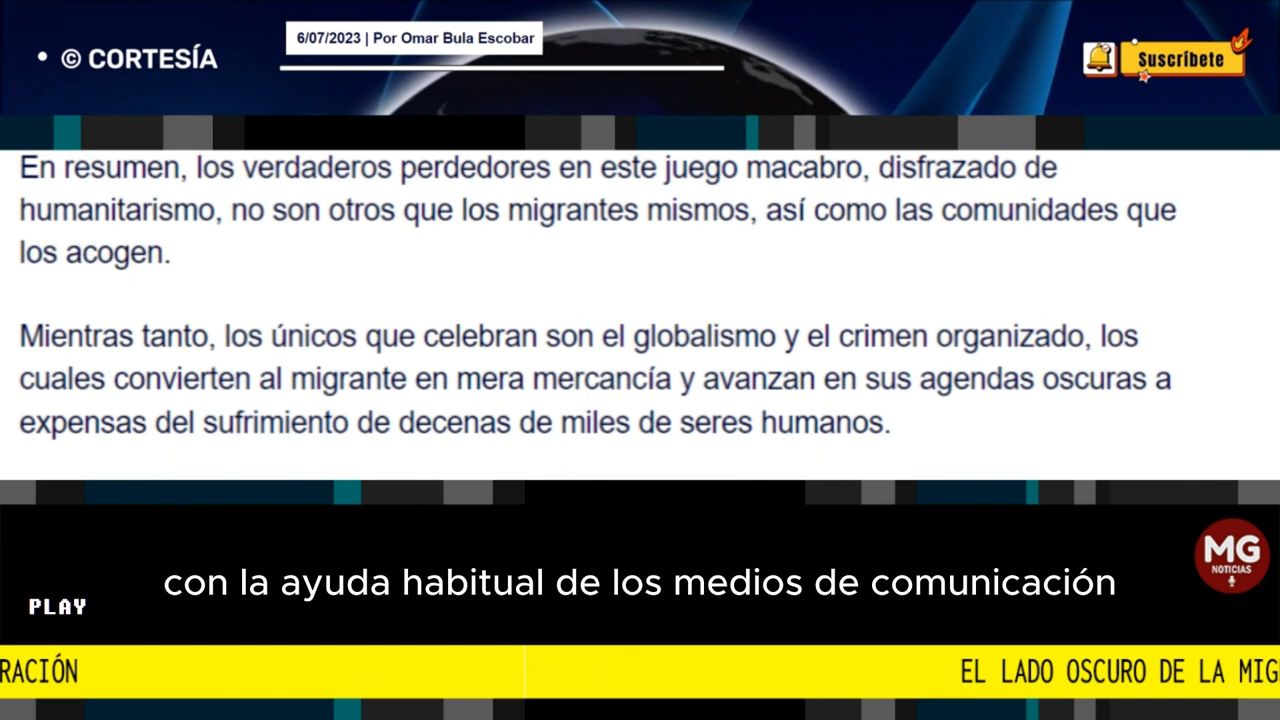 • © CORTESÍA
6/07/2023 | Por Omar Bula Escobar
Suscríbete
En resumen, los verdaderos perdedores en este juego macabro, disfrazado de
humanitarismo, no son otros que los migrantes mismos, así como las comunidades que
los acogen.
Mientras tanto, los únicos que celebran son el globalismo y el crimen organizado, los
cuales convierten al migrante en mera mercancía y avanzan en sus agendas oscuras a
expensas del sufrimiento de decenas de miles de seres humanos.
MG
NOTICIAS
con la ayuda habitual de los medios de comunicación
PLAY
RACIÓN
EL LADO OSCURO DE LA MIG